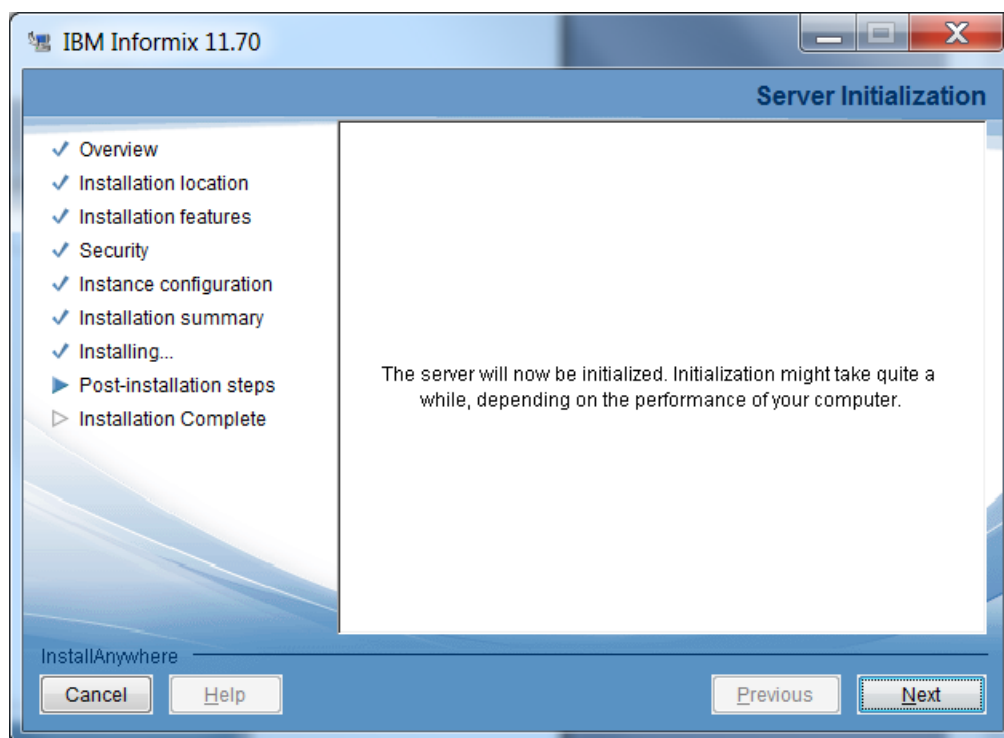 IBM Informix 11.70
Server Initialization
Overview
Installation location
Installation features
Security
Instance configuration
Installation summary
Installing...
Post-installation steps
Installation Complete
The server will now be initialized. Initialization might take quite a
while, depending on the performance of your computer.
InstallAnywhere
Cancel
Help
Previous
Next